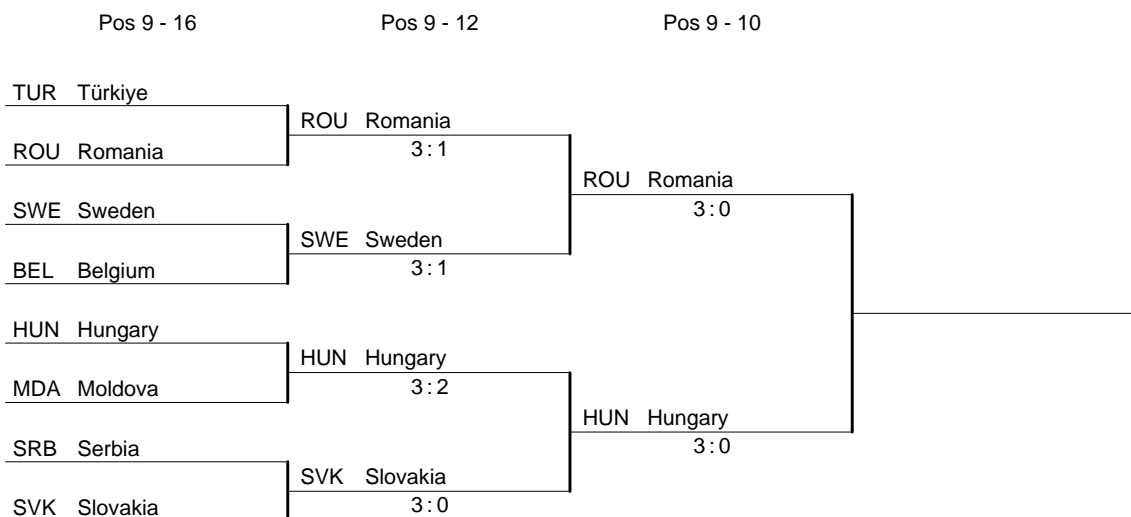 Pos 9 - 16 Pos 9 - 12 Pos 9 - 10
TUR Türkiye
ROU Romania
3 : 1
ROU Romania
ROU Romania
3 : 0
SWE Sweden
SWE Sweden
3 : 1
BEL Belgium
HUN Hungary
HUN Hungary
3 : 2
MDA Moldova
HUN Hungary
3 : 0
SRB Serbia
SVK Slovakia
3 : 0
SVK Slovakia